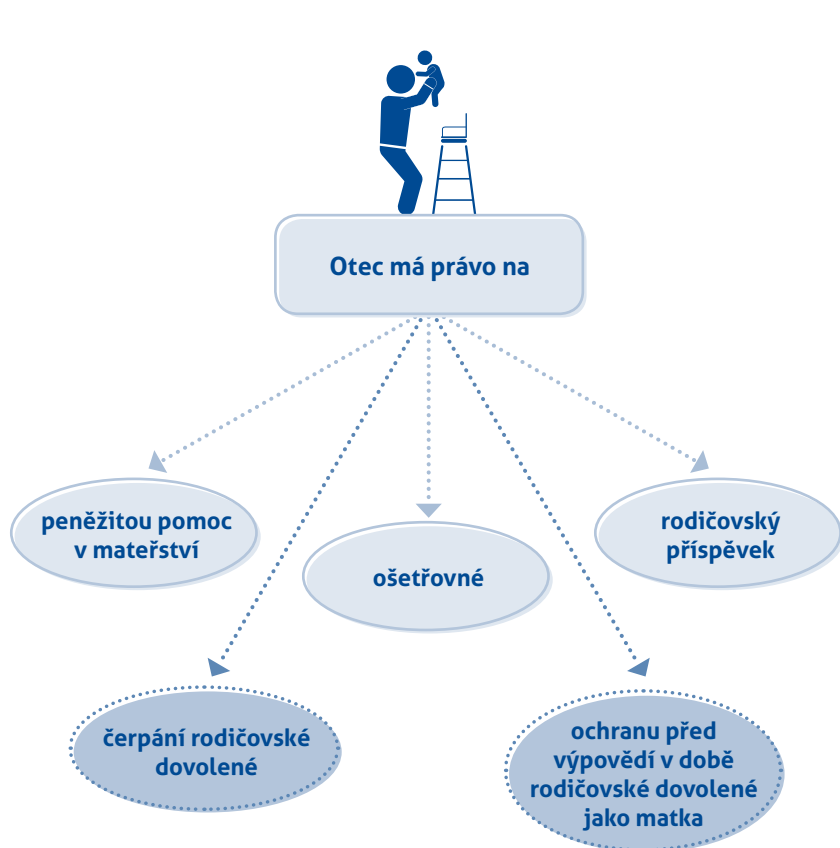 Otec má právo na
peněžitou pomoc
v mateřství
ošetřovné
rodičovský
příspěvek
čerpání rodičovské
dovolené
ochranu před
výpovědí v době
rodičovské dovolené
jako matka